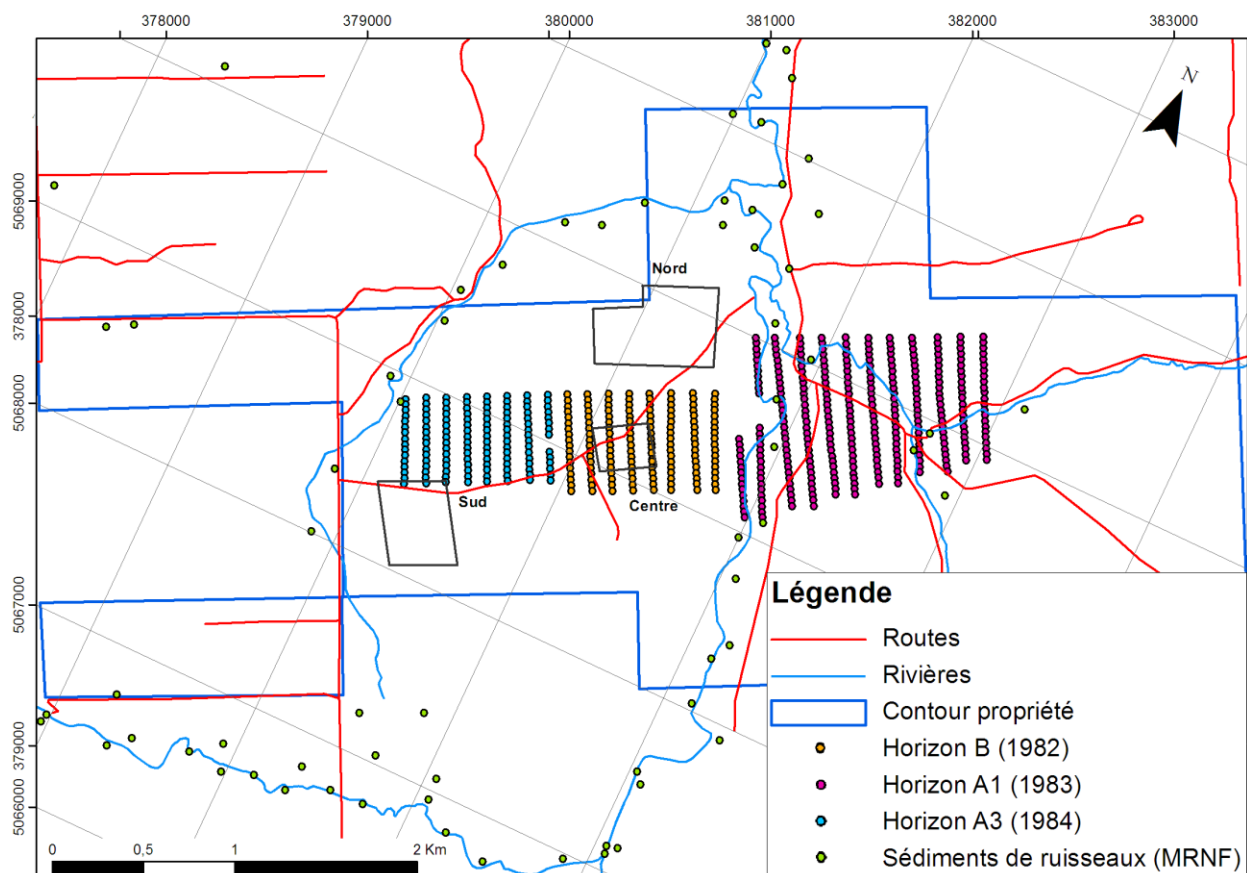 378000 379000 380000 381000 382000 383000
N
5069000
378000
5068000
5067000
379000
5066000
Nord
Sud
Centre
Légende
Routes
Rivières
Contour propriété
Horizon B (1982)
Horizon A1 (1983)
Horizon A3 (1984)
Sédiments de ruisseaux (MRNF)
0 0,5 1 2 Km